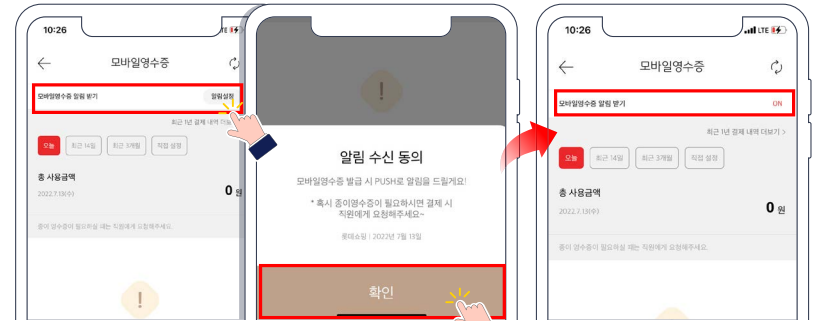 10:26
TE
모바일영수증
모바일영수증 알림 받기
알림설정
최근 1년 결제 내역 더보
오늘
최근 14일
최근 3개월
직접 설정
총 사용금액
2022.7.13(수)
0 원
종이 영수증이 필요하실 때는 직원에게 요청해주세요.
알림 수신 동의
모바일영수증 발급 시 PUSH로 알림을 드릴게요!
* 혹시 종이영수증이 필요하시면 결제 시
직원에게 요청해주세요~
롯데쇼핑 | 2022년 7월 13일
확인
10:26
LTE
모바일영수증
모바일영수증 알림 받기
ON
최근 1년 결제 내역 더보기 >
오늘
최근 14일
최근 3개월
직접 설정
총 사용금액
2022.7.13(수)
0 원
종이 영수증이 필요하실 때는 직원에게 요청해주세요.